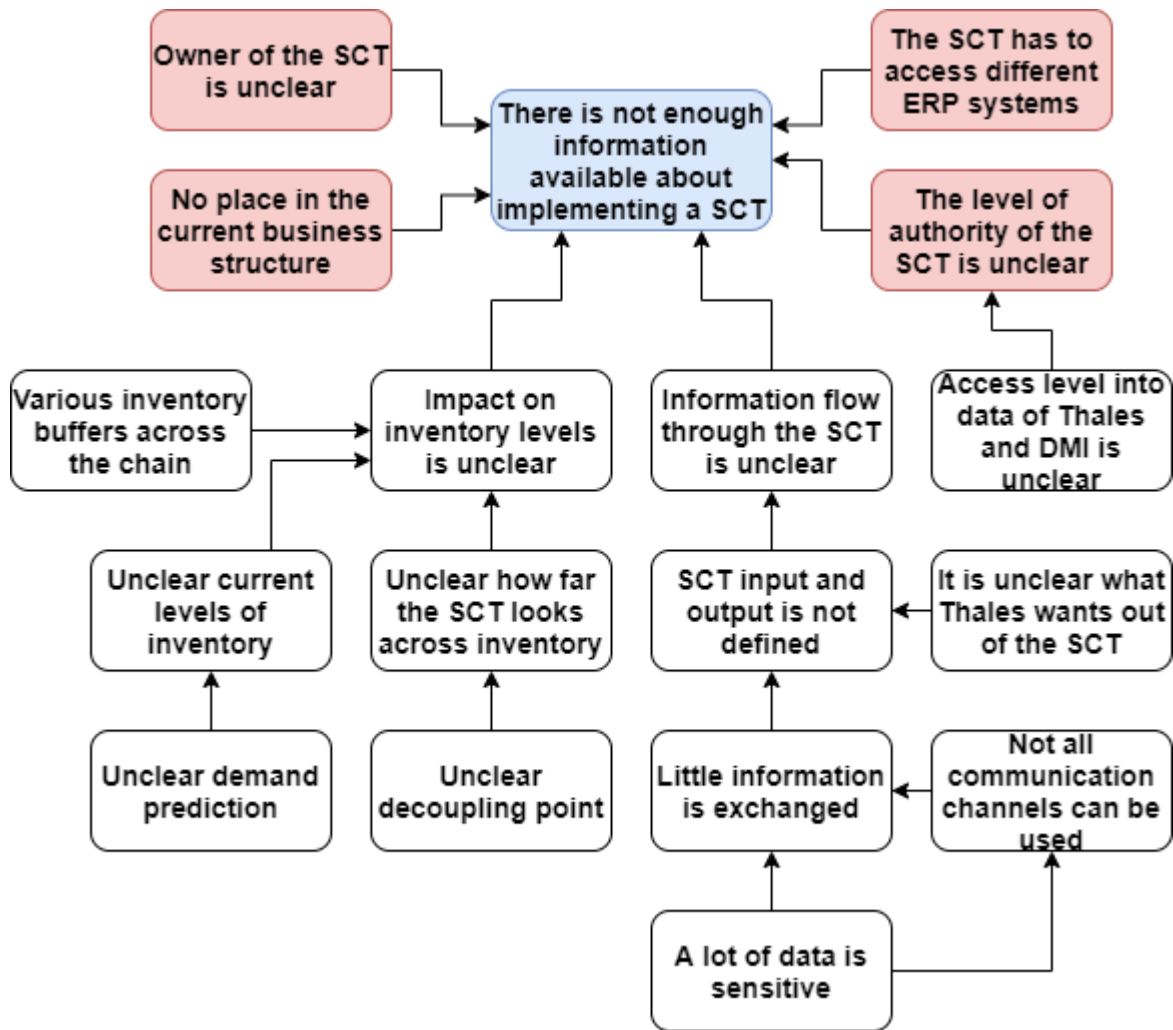 Owner of the SCT
is unclear
The SCT has to
access different
ERP systems
There is not enough
information
available about
implementing a SCT
No place in the
current business
structure
The level of
authority of the
SCT is unclear
Various inventory
buffers across
the chain
Impact on
inventory levels
is unclear
Information flow
through the SCT
is unclear
Access level into
data of Thales
and DMI is
unclear
Unclear current
levels of
inventory
Unclear how far
the SCT looks
across inventory
SCT input and
output is not
defined
It is unclear what
Thales wants out
of the SCT
Unclear demand
prediction
Unclear
decoupling point
Little information
is exchanged
Not all
communication
channels can be
used
A lot of data is
sensitive